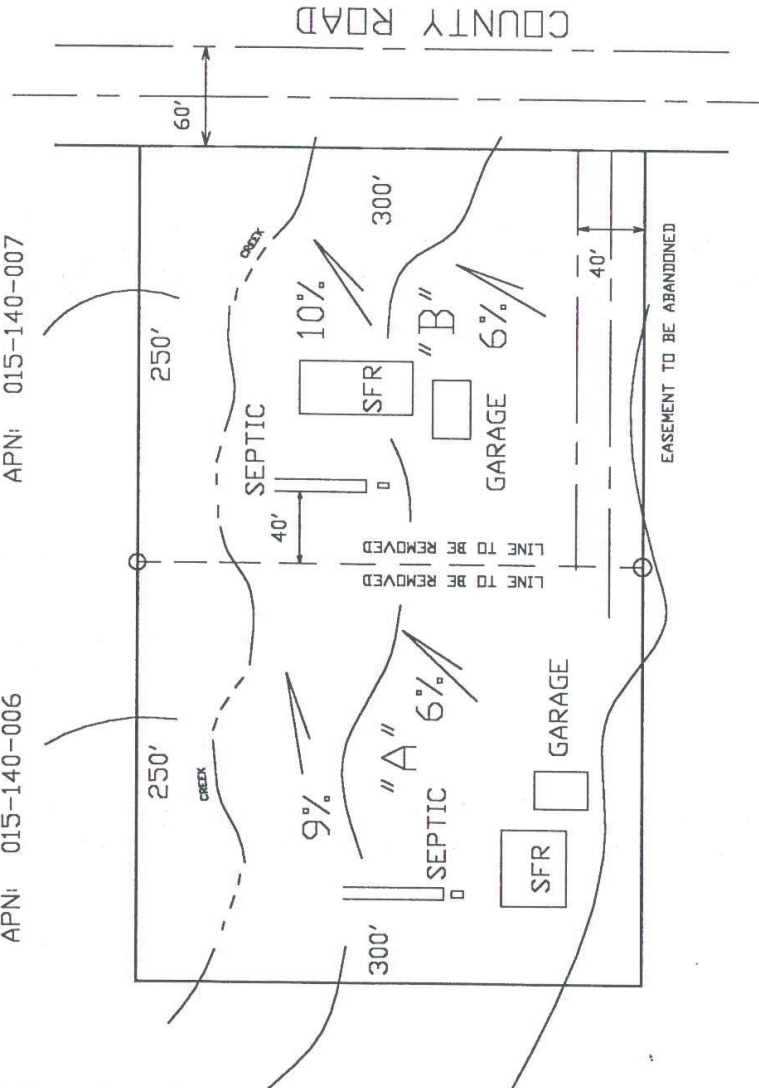 COUNTY ROAD
60'
APN: 015-140-006
APN: 015-140-007
250'
250'
CREEK
CREEK
9%
10%
300'
300'
SEPTIC
SEPTIC
40'
"A"
6%
"B"
6%
SFR
SFR
GARAGE
GARAGE
LINE TO BE REMOVED
LINE TO BE REMOVED
40'
EASEMENT TO BE ABANDONED